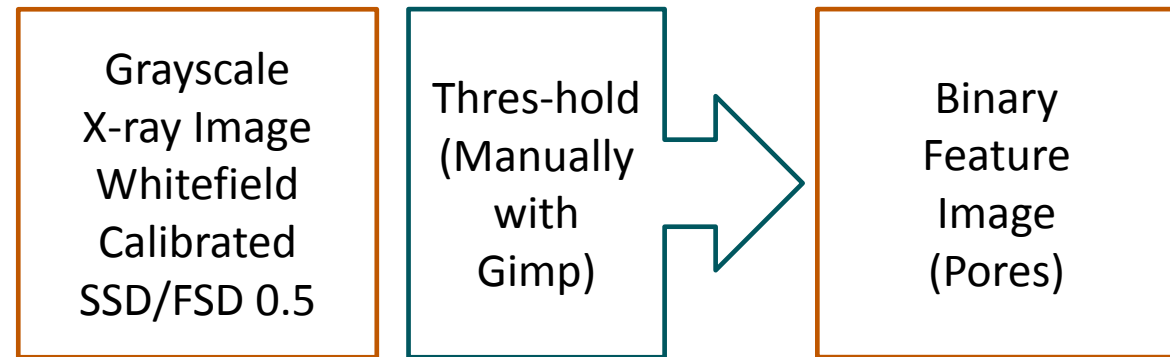 Grayscale
X-ray Image
Whitefield
Calibrated
SSD/FSD 0.5
Thres-hold
(Manually
with
Gimp)
Binary
Feature
Image
(Pores)